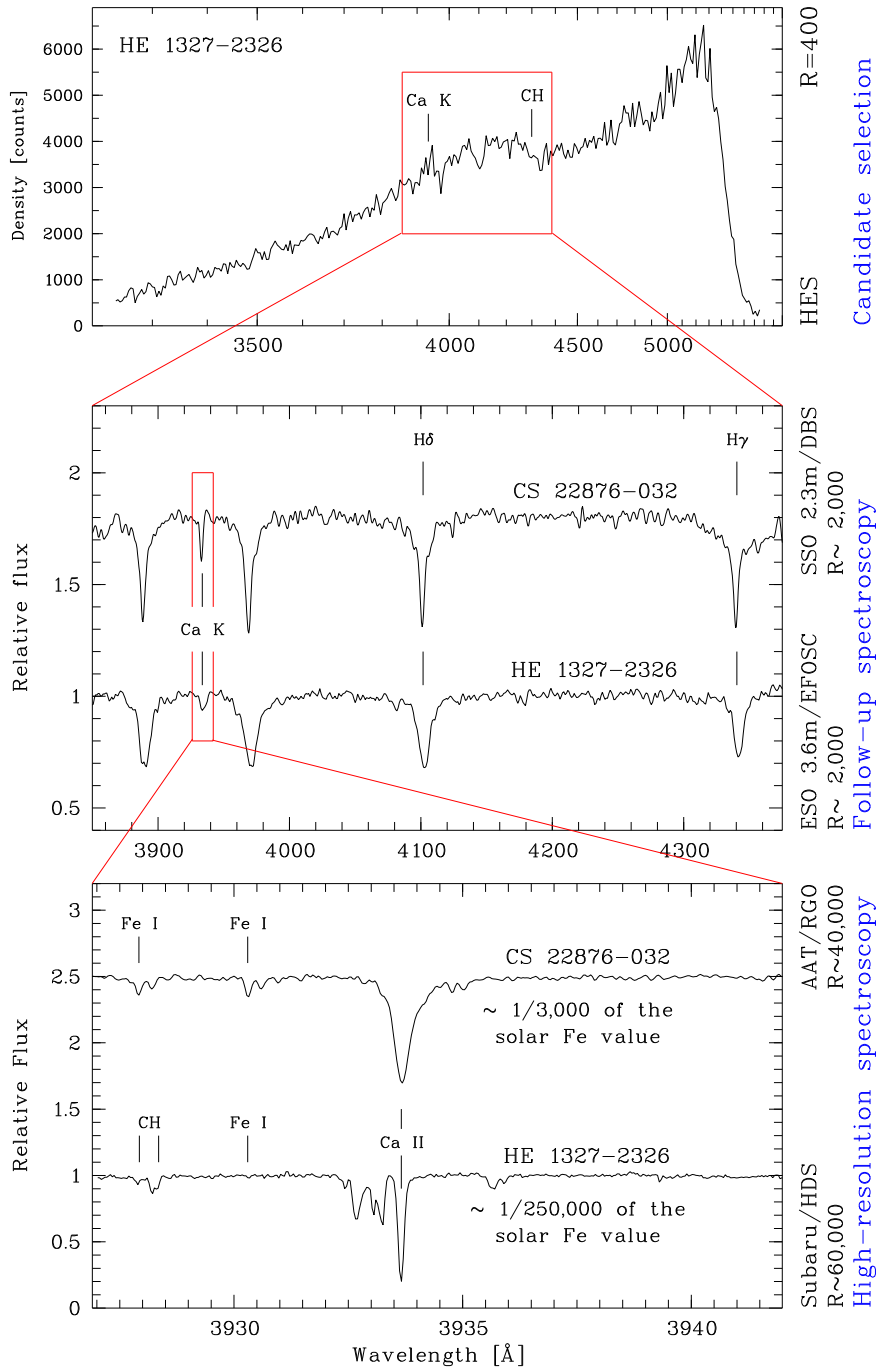 HE 1327-2326
Ca K
CH
Density [counts]
6000
5000
4000
3000
2000
1000
0
3500
4000
4500
5000
HES
R=400
Candidate selection
Hδ
Hγ
CS 22876-032
Ca K
HE 1327-2326
Relative flux
2
1.5
1
0.5
3900
4000
4100
4200
4300
SSO 2.3m/DBS
R~ 2,000
ESO 3.6m/EFOSC
R~ 2,000
Follow-up spectroscopy
Fe I
Fe I
CS 22876-032
~ 1/3,000 of the
solar Fe value
CH
Fe I
Ca II
HE 1327-2326
~ 1/250,000 of the
solar Fe value
Relative Flux
3
2.5
2
1.5
1
0.5
0
3930
3935
3940
Wavelength [Å]
AAT/RGO
R~40,000
Subaru/HDS
R~60,000
High-resolution spectroscopy